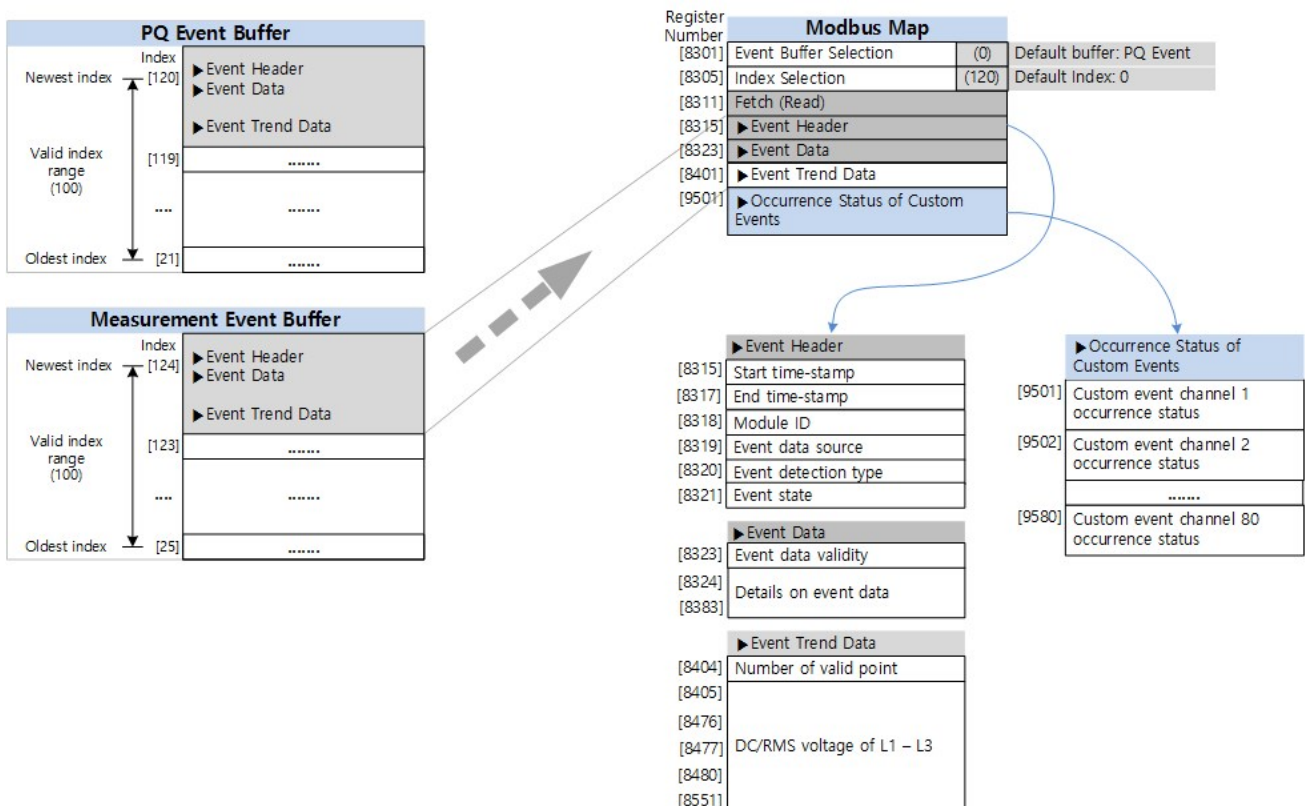 PQ Event Buffer
Index
Newest index
[120]
▶Event Header
▶Event Data
▶Event Trend Data
Valid index
range
(100)
[119]
.......
....
.......
Oldest index
[21]
.......
Measurement Event Buffer
Index
Newest index
[124]
▶Event Header
▶Event Data
▶Event Trend Data
Valid index
range
(100)
[123]
.......
....
.......
Oldest index
[25]
.......
Register
Number
Modbus Map
[8301] Event Buffer Selection (0) Default buffer: PQ Event
[8305] Index Selection (120) Default Index: 0
[8311] Fetch (Read)
[8315] ▶Event Header
[8323] ▶Event Data
[8401] ▶Event Trend Data
[9501] ▶Occurrence Status of Custom
Events
▶Event Header
[8315] Start time-stamp
[8317] End time-stamp
[8318] Module ID
[8319] Event data source
[8320] Event detection type
[8321] Event state
▶Event Data
[8323] Event data validity
[8324]
Details on event data
[8383]
▶Event Trend Data
[8404] Number of valid point
[8405]
[8476]
[8477] DC/RMS voltage of L1 – L3
[8480]
[8551]
▶Occurrence Status of
Custom Events
[9501] Custom event channel 1
occurrence status
[9502] Custom event channel 2
occurrence status
.......
[9580] Custom event channel 80
occurrence status